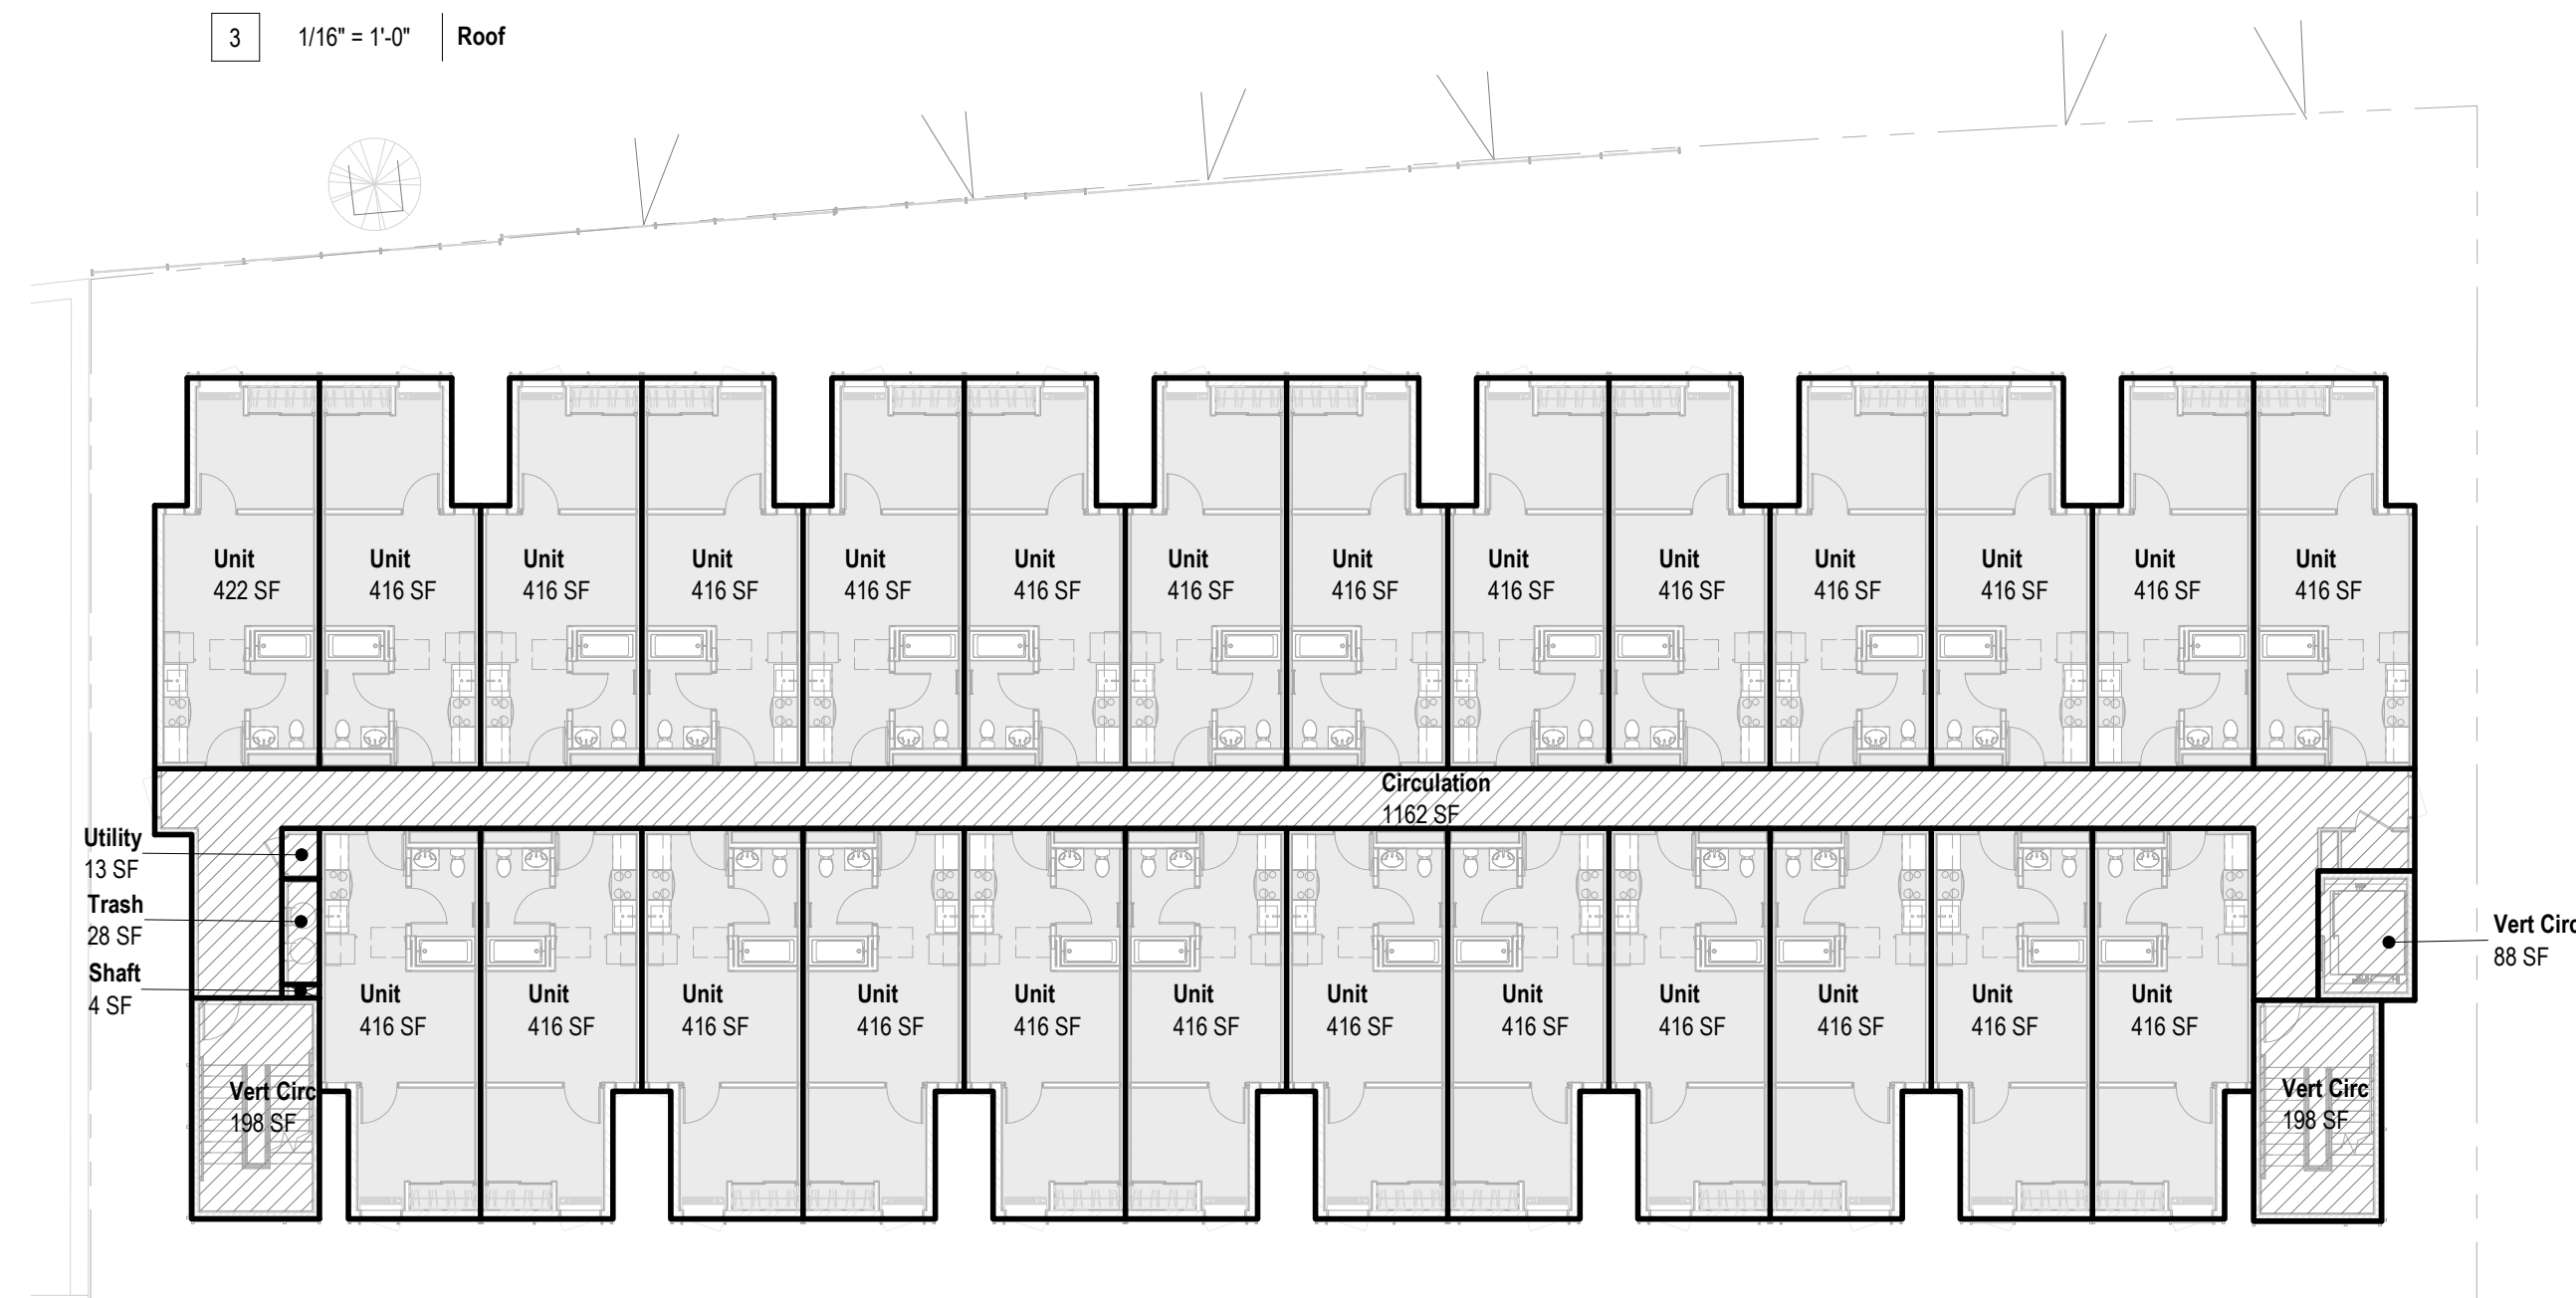 3 1/16" = 1'-0" Roof
Unit Unit Unit Unit Unit Unit Unit Unit Unit Unit Unit Unit Unit Unit
422 SF 416 SF 416 SF 416 SF 416 SF 416 SF 416 SF 416 SF 416 SF 416 SF 416 SF 416 SF 416 SF 416 SF
Circulation
1162 SF
Utility
13 SF
Trash
28 SF
Shaft
4 SF
Vert Circ
88 SF
Unit Unit Unit Unit Unit Unit Unit Unit Unit Unit Unit Unit
416 SF 416 SF 416 SF 416 SF 416 SF 416 SF 416 SF 416 SF 416 SF 416 SF 416 SF 416 SF
Vert Circ
198 SF
Vert Circ
198 SF